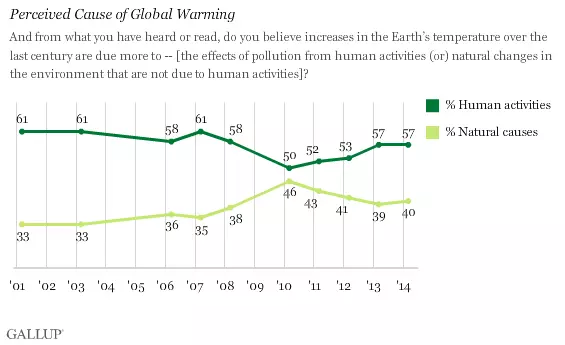 Perceived Cause of Global Warming
And from what you have heard or read, do you believe increases in the Earth's temperature over the
last century are due more to -- [the effects of pollution from human activities (or) natural changes in
the environment that are not due to human activities]?
% Human activities
% Natural causes
61 61 58 61 58 50 52 53 57 57
33 33 36 35 38 46 43 41 39 40
'01 '02 '03 '04 '05 '06 '07 '08 '09 '10 '11 '12 '13 '14
GALLUP®